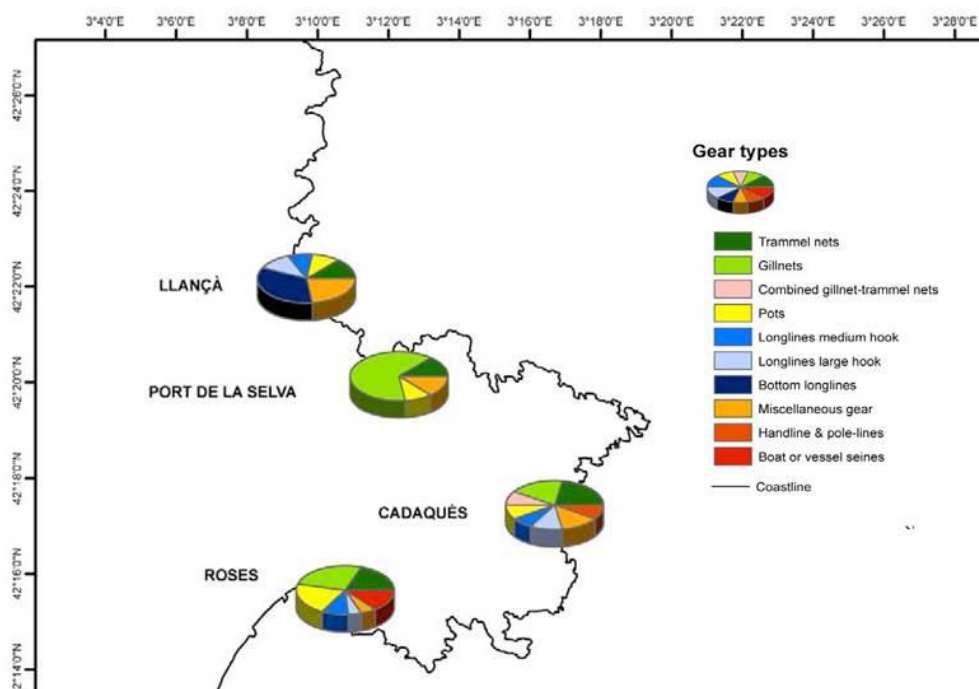 3°4'0"E 3°6'0"E 3°8'0"E 3°10'0"E 3°12'0"E 3°14'0"E 3°16'0"E 3°18'0"E 3°20'0"E 3°22'0"E 3°24'0"E 3°26'0"E 3°28'0"E
42°26'0"N
42°24'0"N
42°22'0"N
42°20'0"N
42°18'0"N
42°16'0"N
42°14'0"N
LLANÇÀ
PORT DE LA SELVA
CADAQUÈS
ROSES
Gear types
Trammel nets
Gillnets
Combined gillnet-trammel nets
Pots
Longlines medium hook
Longlines large hook
Bottom longlines
Miscellaneous gear
Handline & pole-lines
Boat or vessel seines
Coastline